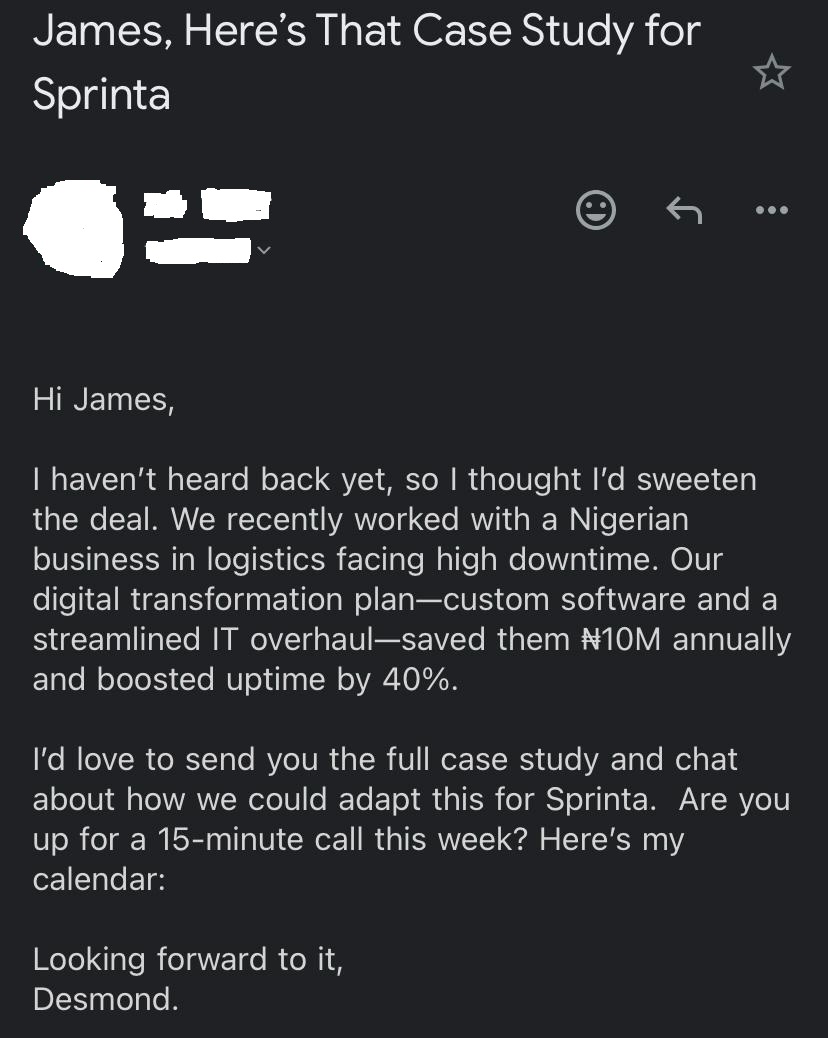 James, Here’s That Case Study for
Sprinta
Hi James,
I haven’t heard back yet, so I thought I’d sweeten
the deal. We recently worked with a Nigerian
business in logistics facing high downtime. Our
digital transformation plan—custom software and a
streamlined IT overhaul—saved them ₦10M annually
and boosted uptime by 40%.
I’d love to send you the full case study and chat
about how we could adapt this for Sprinta.  Are you
up for a 15-minute call this week? Here’s my
calendar:
Looking forward to it,
Desmond.